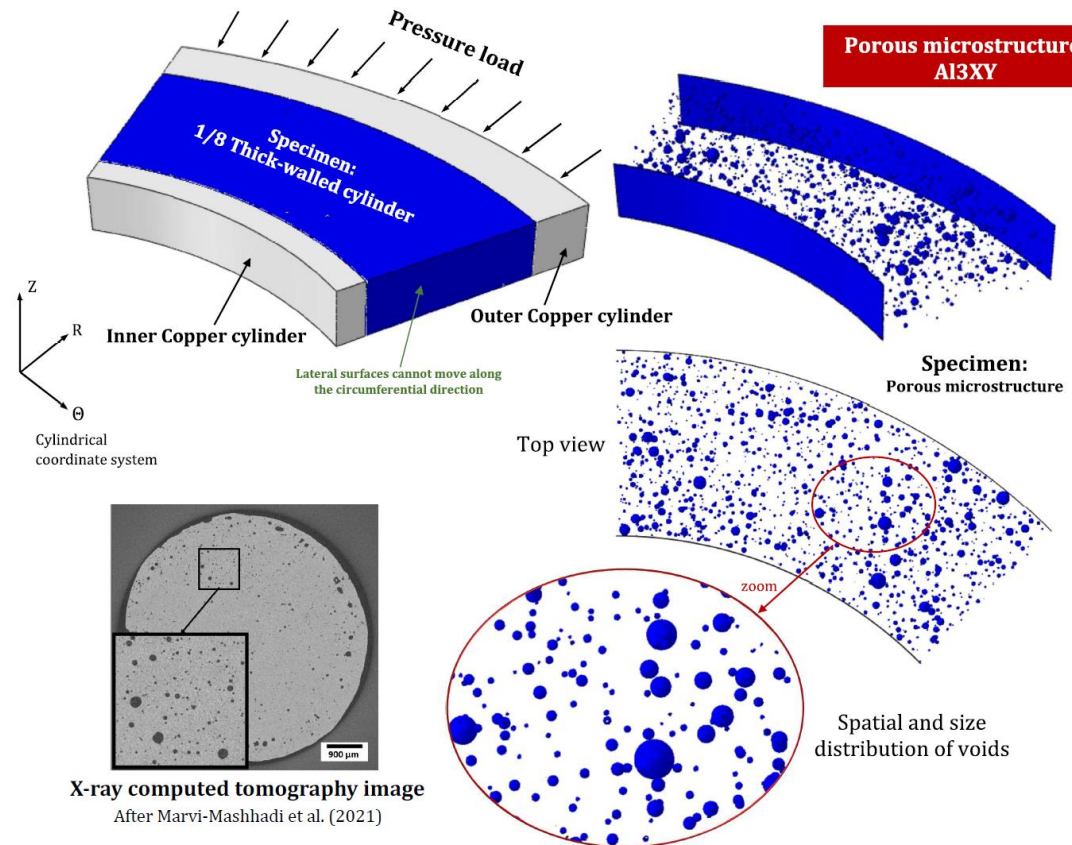 Pressure load
Porous microstructure
Al3XY
Specimen:
1/8 Thick-walled cylinder
Z
R
Θ
Cylindrical
coordinate system
Inner Copper cylinder
Outer Copper cylinder
Lateral surfaces cannot move along
the circumferential direction
Specimen:
Porous microstructure
Top view
zoom
Spatial and size
distribution of voids
900 μm
X-ray computed tomography image
After Marvi-Mashhadi et al. (2021)